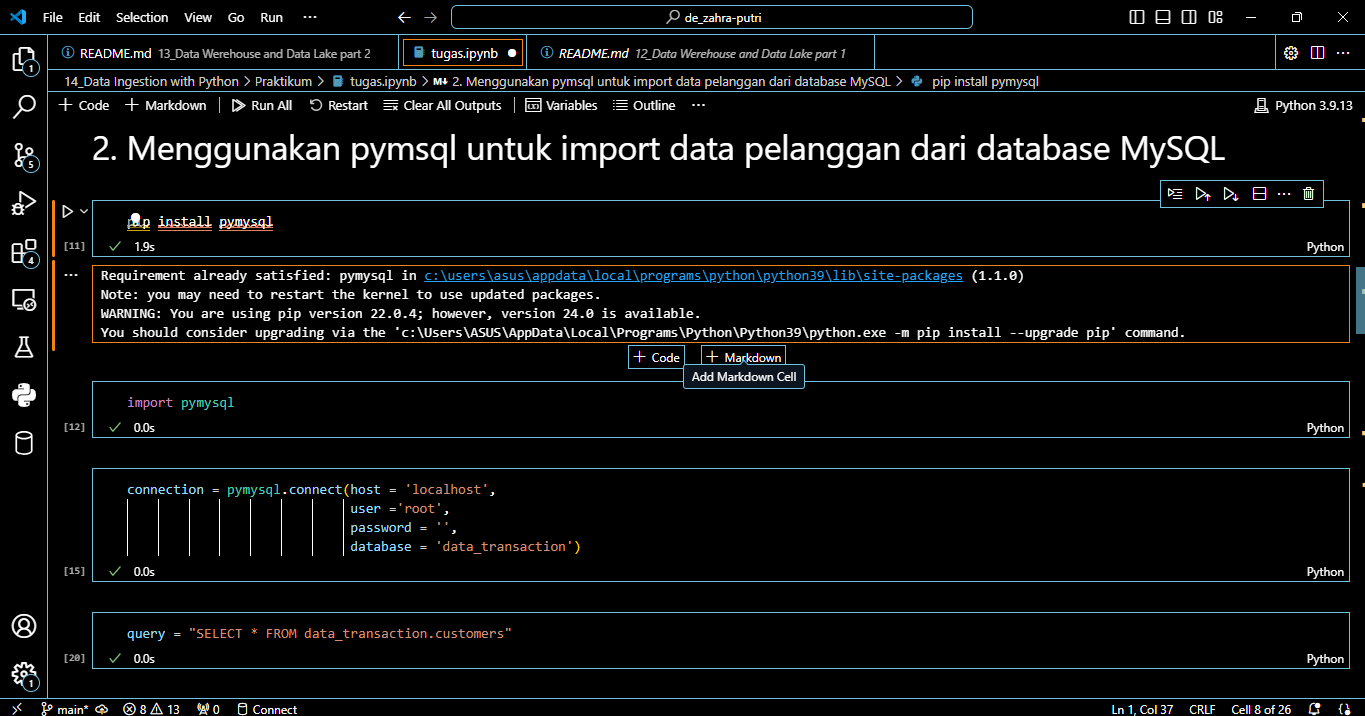 File Edit Selection View Go Run ··· de_zahra-putri
README.md 13_Data Werehouse and Data Lake part 2 tugas.ipynb README.md 12_Data Werehouse and Data Lake part 1
14_Data Ingestion with Python > Praktikum > tugas.ipynb > M↓ 2. Menggunakan pymsql untuk import data pelanggan dari database MySQL > pip install pymysql
+ Code + Markdown Run All Restart Clear All Outputs Variables Outline ··· Python 3.9.13
2. Menggunakan pymsql untuk import data pelanggan dari database MySQL
pip install pymysql
[11] 1.9s Python
Requirement already satisfied: pymysql in c:\users\asus\appdata\local\programs\python\python39\lib\site-packages (1.1.0)
Note: you may need to restart the kernel to use updated packages.
WARNING: You are using pip version 22.0.4; however, version 24.0 is available.
You should consider upgrading via the 'c:\Users\ASUS\AppData\Local\Programs\Python\Python39\python.exe -m pip install --upgrade pip' command.
+ Code + Markdown
Add Markdown Cell
import pymysql
[12] 0.0s Python
connection = pymysql.connect(host = 'localhost',
user ='root',
password = '',
database = 'data_transaction')
[15] 0.0s Python
query = "SELECT * FROM data_transaction.customers"
[20] 0.0s Python
main* 8 13 0 Connect Ln 1, Col 37 CRLF Cell 8 of 26